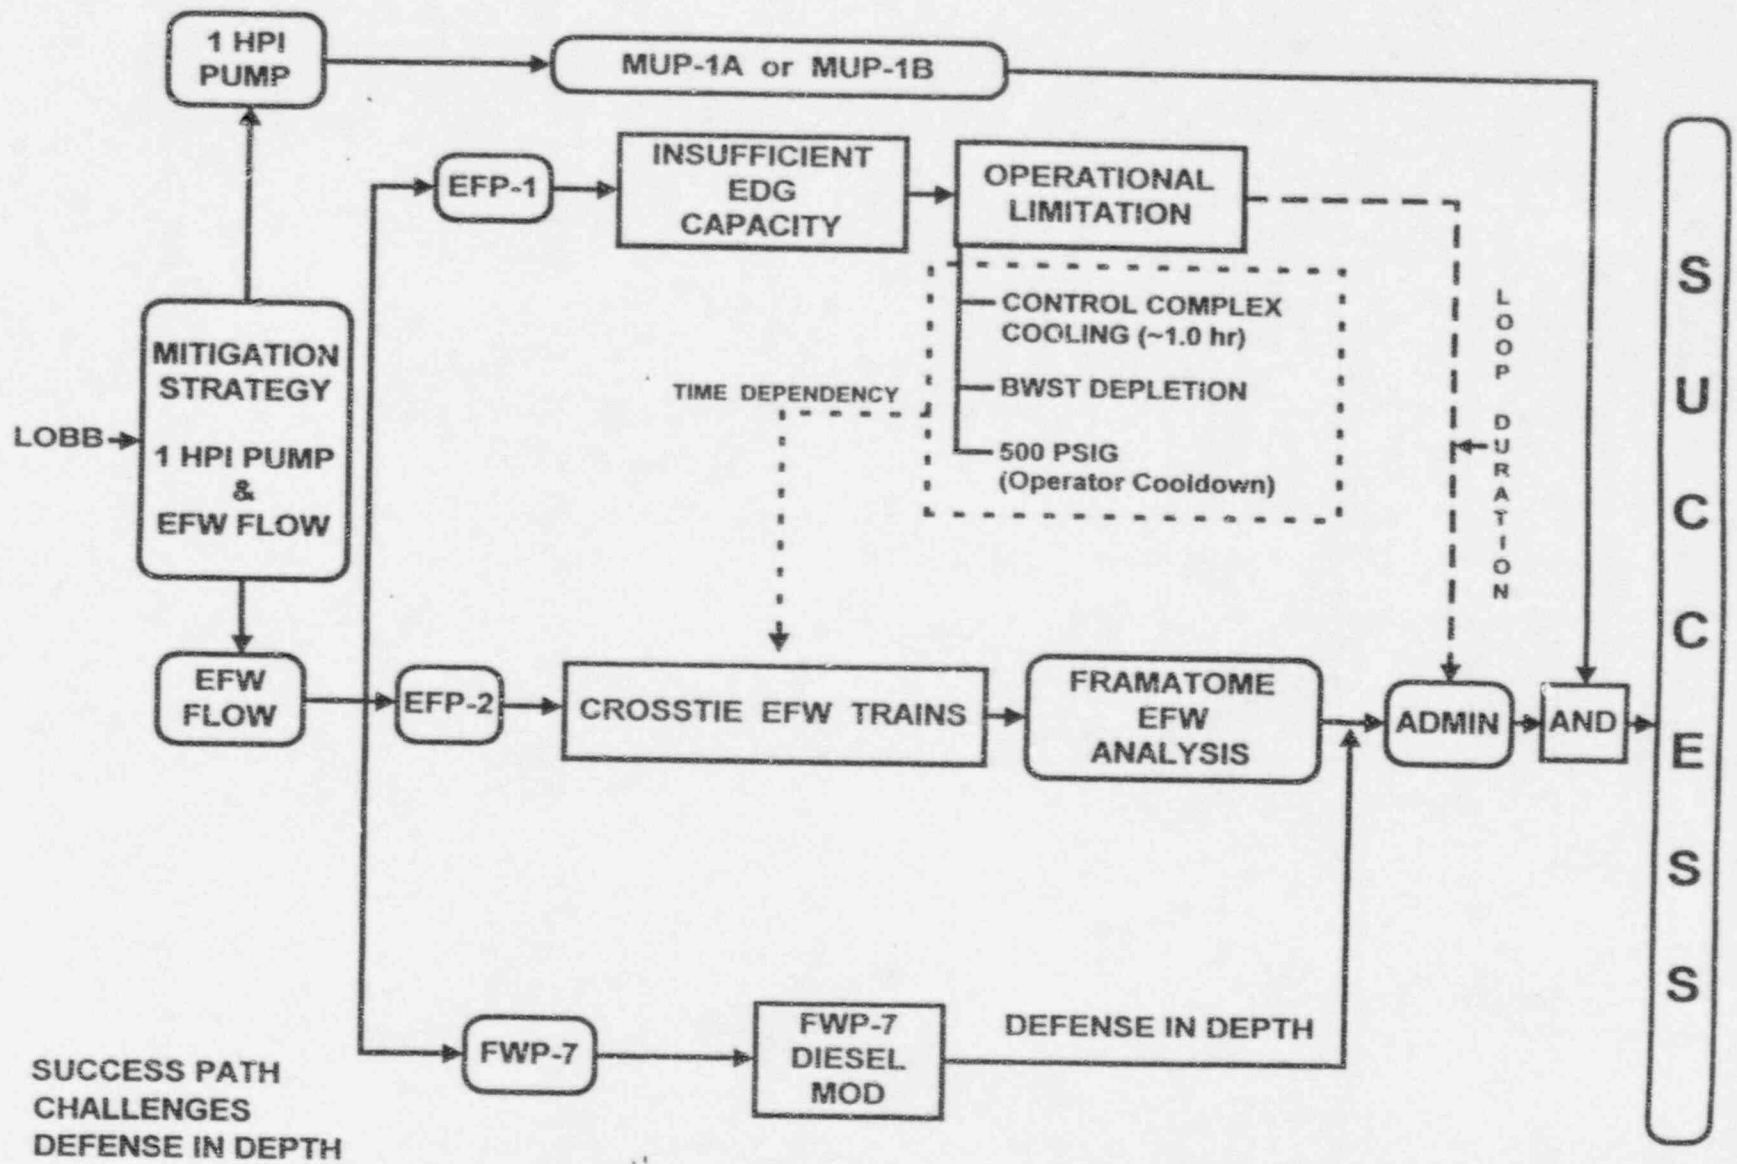 1 HPI
PUMP
MUP-1A or MUP-1B
EFP-1
INSUFFICIENT
EDG
CAPACITY
OPERATIONAL
LIMITATION
CONTROL COMPLEX
COOLING (~1.0 hr)
BWST DEPLETION
500 PSIG
(Operator Cooldown)
TIME DEPENDENCY
LOOP DURATION
LOBB
MITIGATION
STRATEGY
1 HPI PUMP
&
EFW FLOW
EFW
FLOW
EFP-2
CROSSTIE EFW TRAINS
FRAMATOME
EFW
ANALYSIS
ADMIN
AND
SUCCESS
FWP-7
FWP-7
DIESEL
MOD
DEFENSE IN DEPTH
SUCCESS PATH
CHALLENGES
DEFENSE IN DEPTH